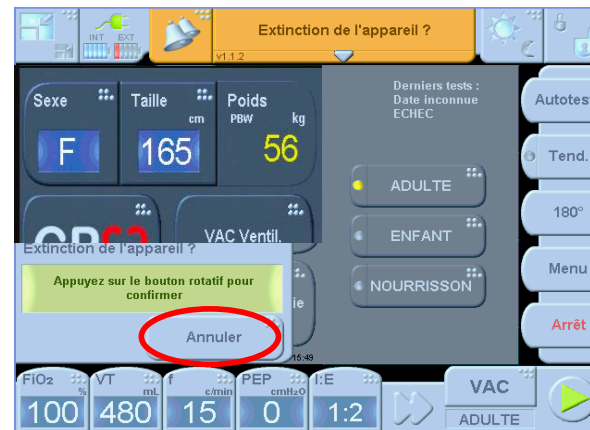 INT EXT
Extinction de l'appareil ?
v1.1.2
Sexe
Taille
cm
Poids
PBW kg
F
165
56
Derniers tests :
Date inconnue
ECHEC
ADULTE
ENFANT
NOURRISSON
VAC Ventil.
Extinction de l'appareil ?
Appuyez sur le bouton rotatif pour
confirmer
Annuler
ie
15:49
Autotest
Tend.
180°
Menu
Arrêt
FiO2 %
100
VT mL
480
f c/min
15
PEP cmH2O
0
I:E
1:2
VAC
ADULTE